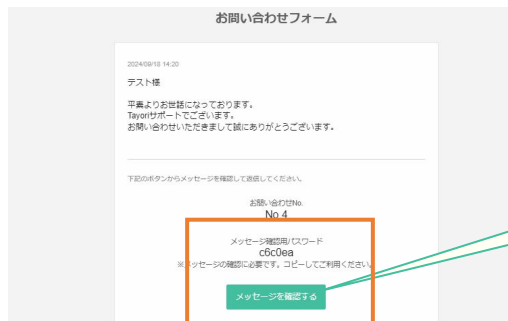 お問い合わせフォーム
2024/09/18 14:20
テスト様
平素よりお世話になっております。
Tayoriサポートでございます。
お問い合わせいただきまして誠にありがとうございます。
下記のボタンからメッセージを確認して返信してください。
お問い合わせNo.
No 4
メッセージ確認用パスワード
c6c0ea
※メッセージの確認に必要です。コピーしてご利用ください。
メッセージを確認する